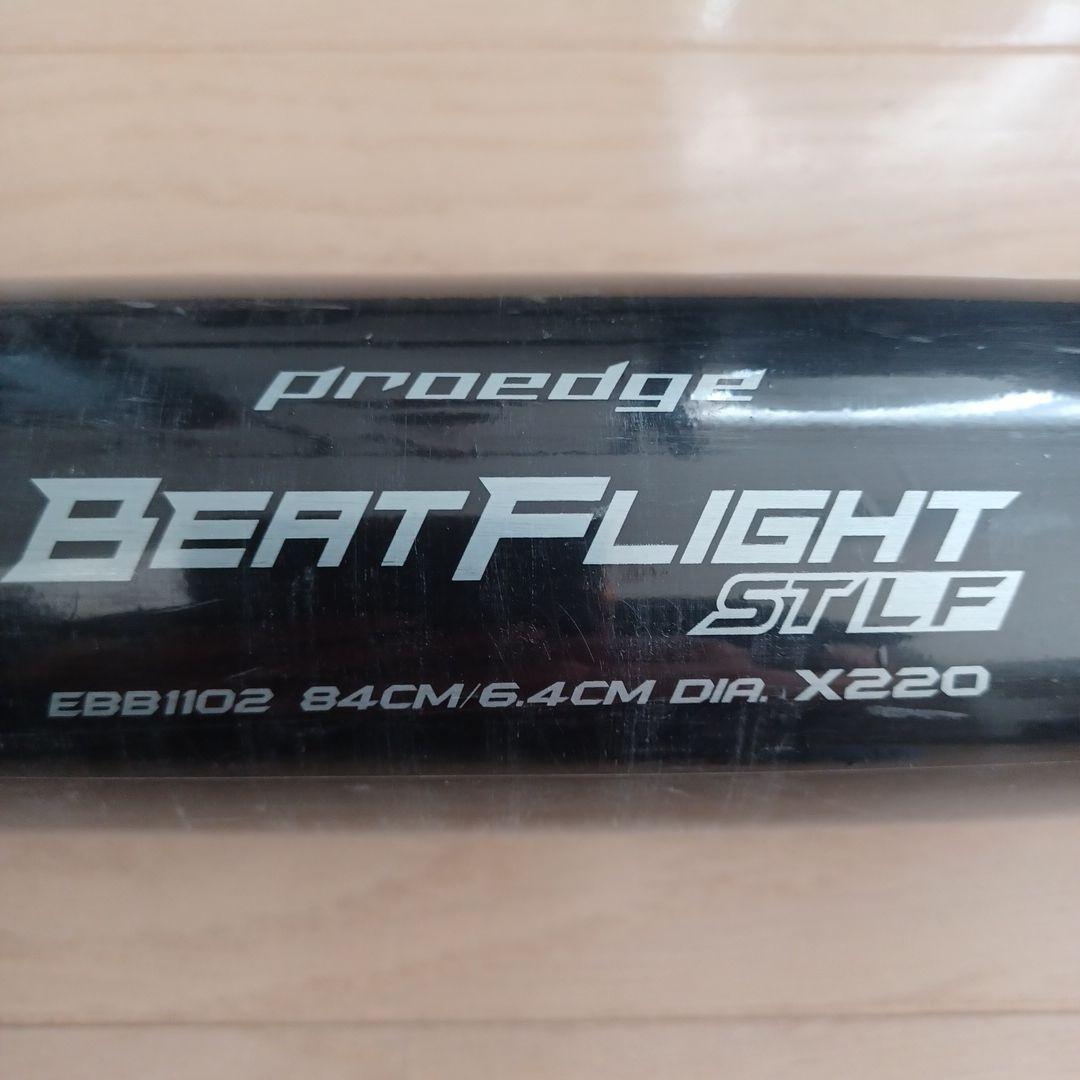 proedge
BEATFLIGHT
STLF
EBB1102 84CM/6.4CM DIA. X220